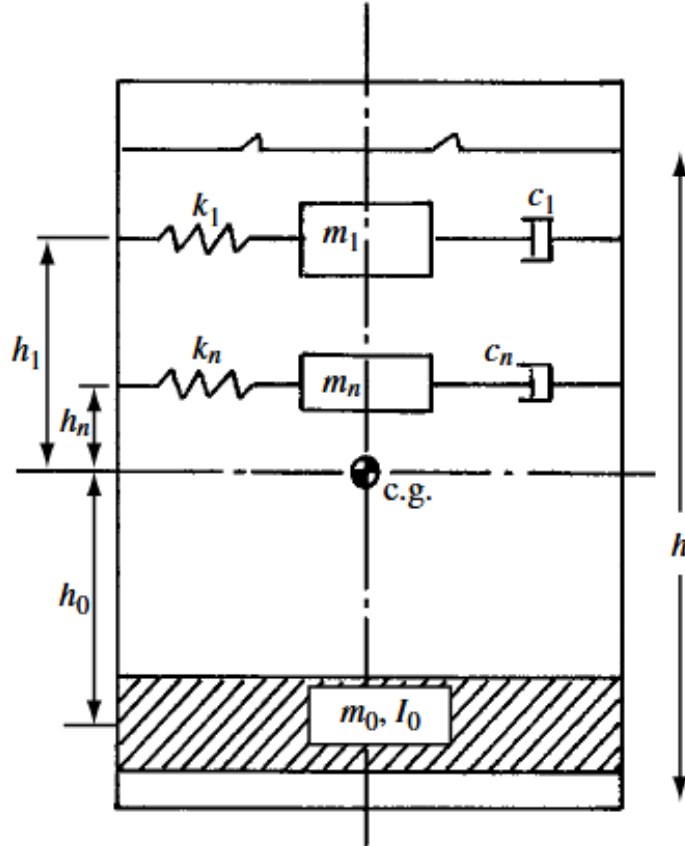 k₁
m₁
c₁
h₁
kₙ
mₙ
cₙ
hₙ
c.g.
h
h₀
m₀, I₀